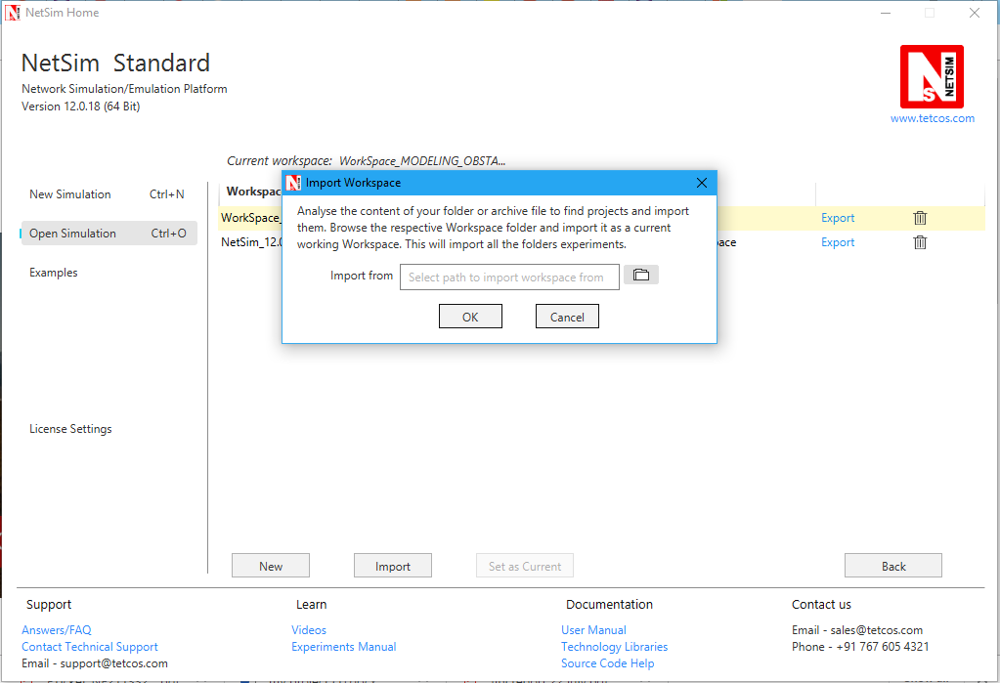 NetSim Home
NetSim Standard
Network Simulation/Emulation Platform
Version 12.0.18 (64 Bit)
NETSIM
www.tetcos.com
Current workspace: WorkSpace_MODELING_OBSTA...
New Simulation Ctrl+N
Open Simulation Ctrl+O
Examples
License Settings
Workspac
WorkSpace_ Export
NetSim_12.0 pace Export
Import Workspace
Analyse the content of your folder or archive file to find projects and import
them. Browse the respective Workspace folder and import it as a current
working Workspace. This will import all the folders experiments.
Import from Select path to import workspace from
OK Cancel
New Import Set as Current Back
Support Learn Documentation Contact us
Answers/FAQ Videos User Manual Email - sales@tetcos.com
Contact Technical Support Experiments Manual Technology Libraries Phone - +91 767 605 4321
Email - support@tetcos.com Source Code Help